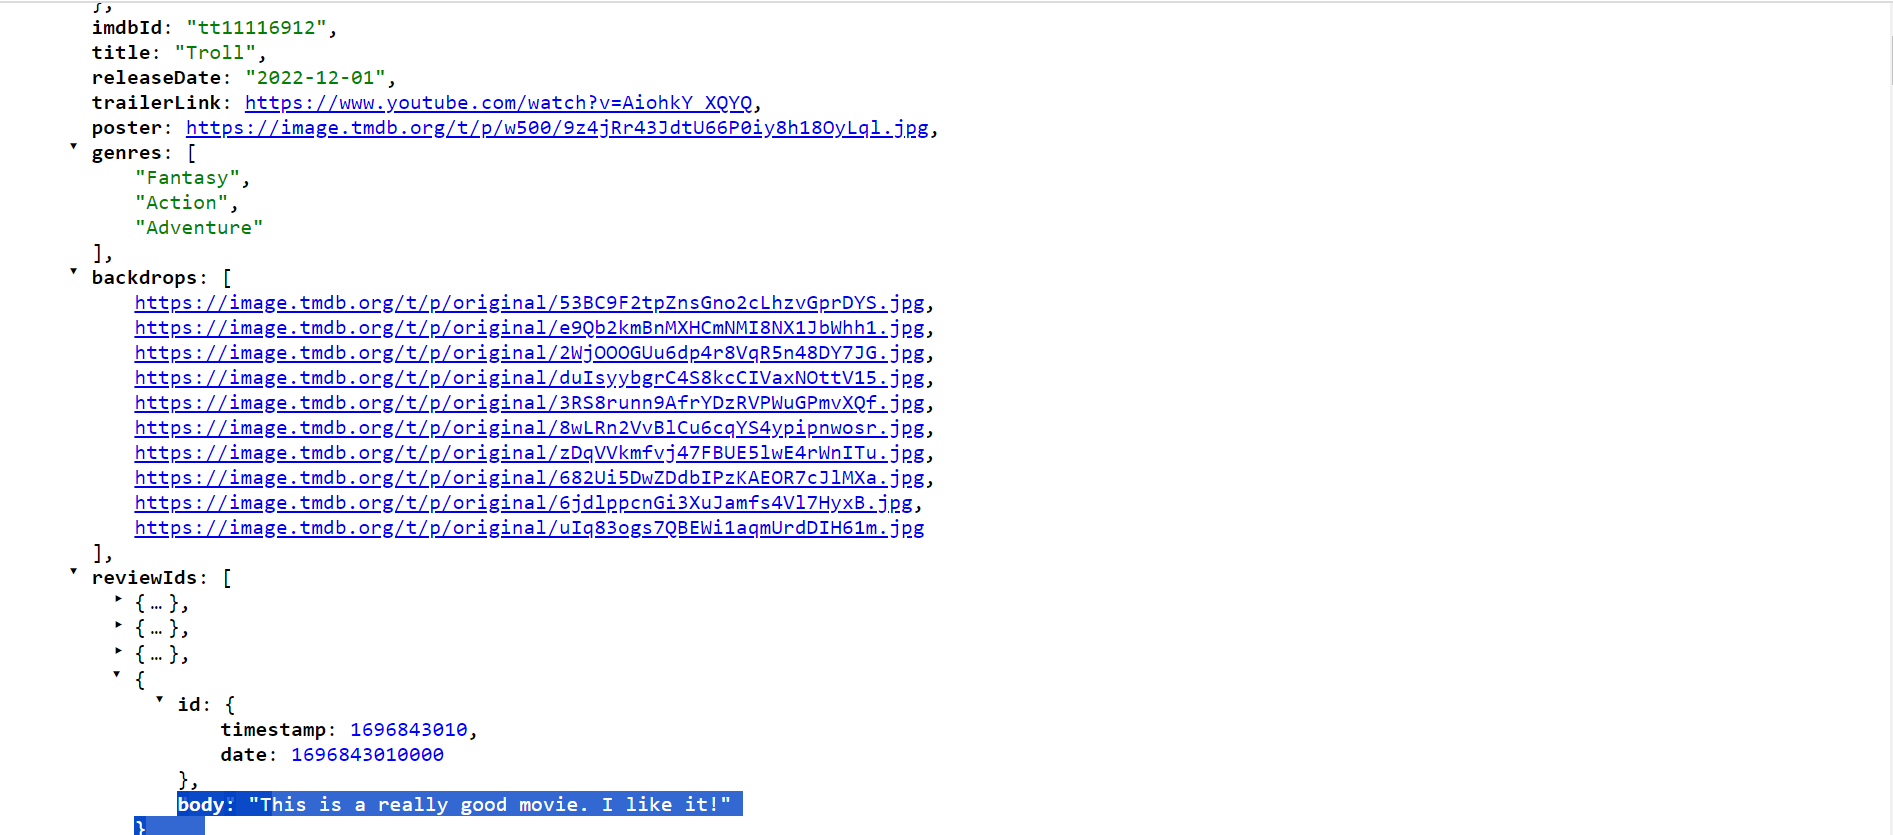 },
imdbId: "tt11116912",
title: "Troll",
releaseDate: "2022-12-01",
trailerLink: https://www.youtube.com/watch?v=AiohkY_XQYQ,
poster: https://image.tmdb.org/t/p/w500/9z4jRr43JdtU66P0iy8h18OyLql.jpg,
genres: [
"Fantasy",
"Action",
"Adventure"
],
backdrops: [
https://image.tmdb.org/t/p/original/53BC9F2tpZnsGno2cLhzvGprDYS.jpg,
https://image.tmdb.org/t/p/original/e9Qb2kmBnMXHCmNMI8NX1JbWhh1.jpg,
https://image.tmdb.org/t/p/original/2WjOOOGUu6dp4r8VqR5n48DY7JG.jpg,
https://image.tmdb.org/t/p/original/duIsyybgrC4S8kcCIVaxNOttV15.jpg,
https://image.tmdb.org/t/p/original/3RS8runn9AfrYDzRVPWuGPmvXQf.jpg,
https://image.tmdb.org/t/p/original/8wLRn2VvBlCu6cqYS4ypipnwosr.jpg,
https://image.tmdb.org/t/p/original/zDqVVkmfvj47FBUE5lwE4rWnITu.jpg,
https://image.tmdb.org/t/p/original/682Ui5DwZDdbIPzKAEOR7cJlMXa.jpg,
https://image.tmdb.org/t/p/original/6jdlppcnGi3XuJamfs4Vl7HyxB.jpg,
https://image.tmdb.org/t/p/original/uIq83ogs7QBEWi1aqmUrdDIH61m.jpg
],
reviewIds: [
{…},
{…},
{…},
{
id: {
timestamp: 1696843010,
date: 1696843010000
},
body: "This is a really good movie. I like it!"
}